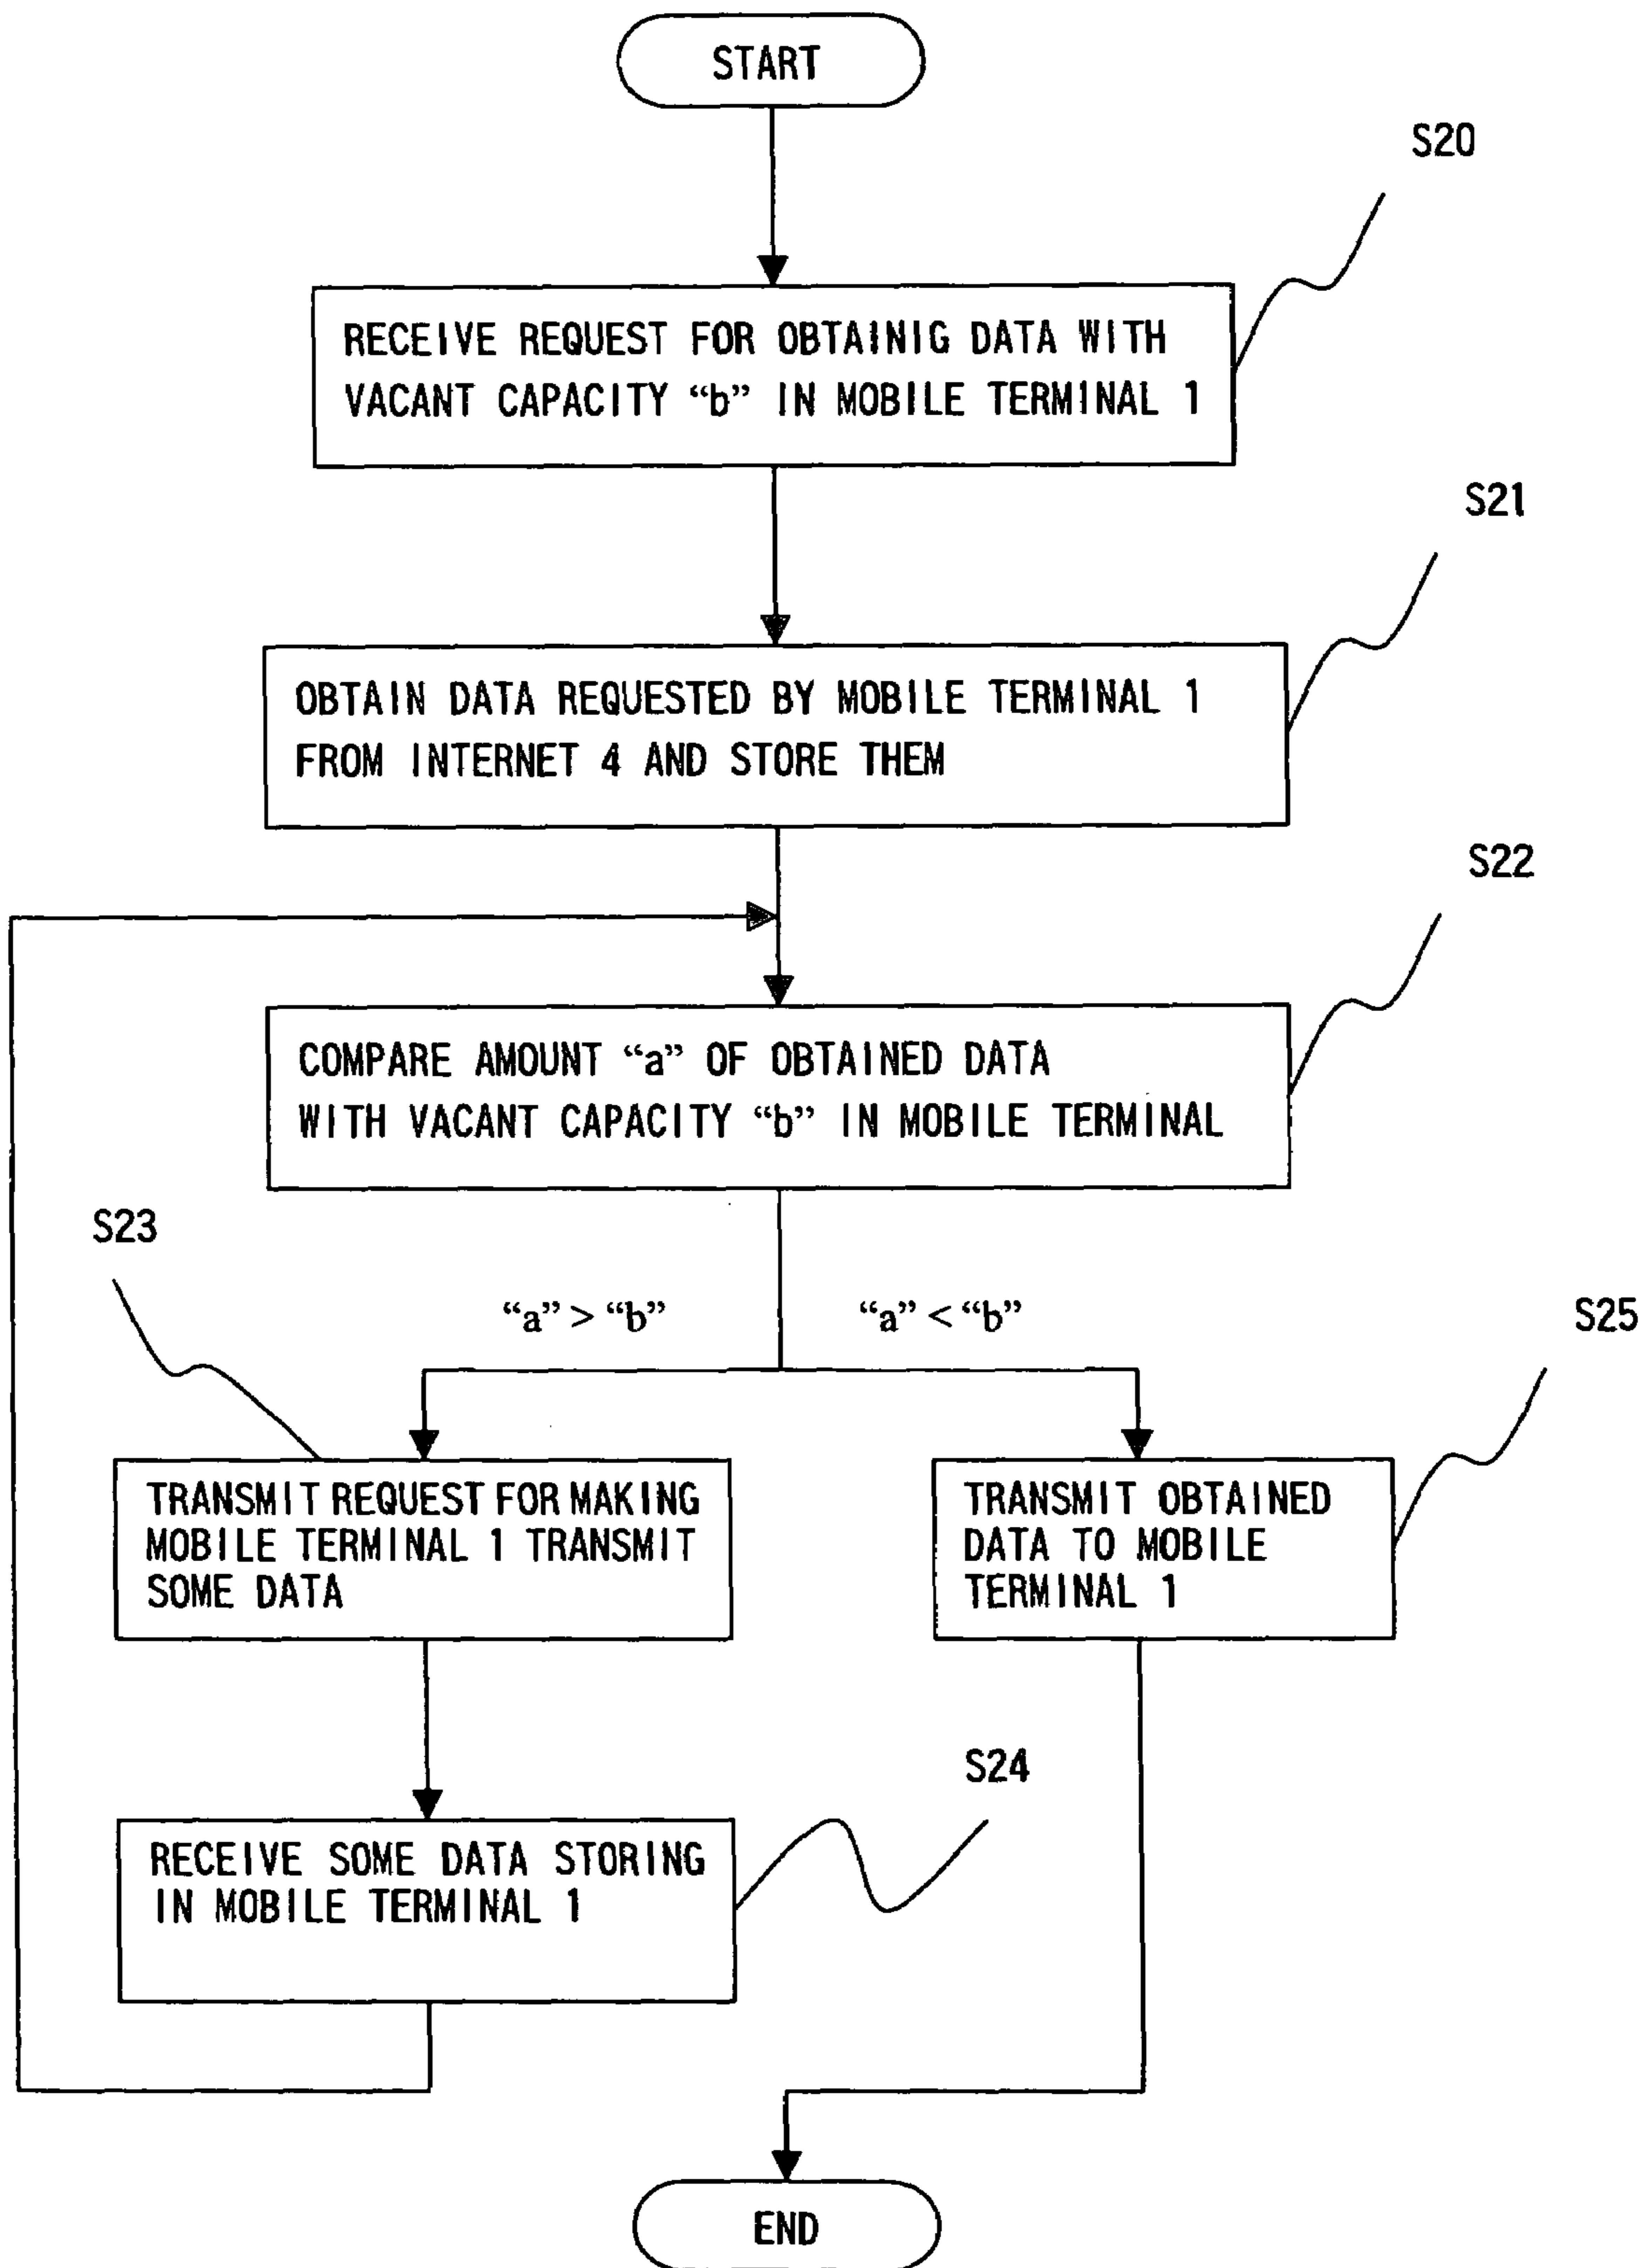 START
S20
RECEIVE REQUEST FOR OBTAINIG DATA WITH
VACANT CAPACITY “b” IN MOBILE TERMINAL 1
S21
OBTAIN DATA REQUESTED BY MOBILE TERMINAL 1
FROM INTERNET 4 AND STORE THEM
S22
COMPARE AMOUNT “a” OF OBTAINED DATA
WITH VACANT CAPACITY “b” IN MOBILE TERMINAL
S23
“a” > “b”
“a” < “b”
S25
TRANSMIT REQUEST FOR MAKING
MOBILE TERMINAL 1 TRANSMIT
SOME DATA
TRANSMIT OBTAINED
DATA TO MOBILE
TERMINAL 1
S24
RECEIVE SOME DATA STORING
IN MOBILE TERMINAL 1
END